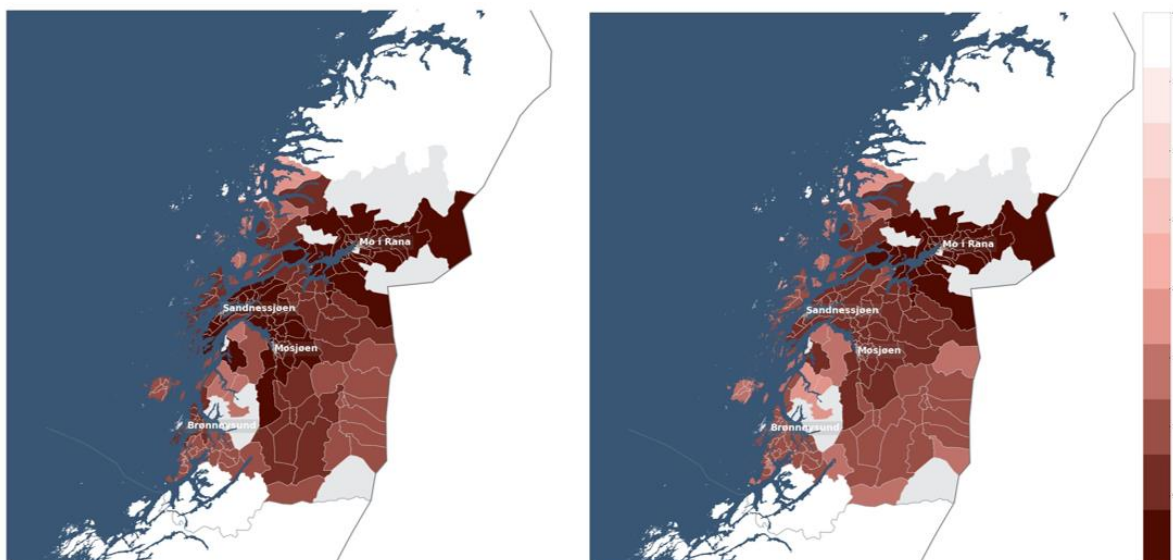 Mo i Rana
Sandnessjøen
Mosjøen
Brønnøysund
Mo i Rana
Sandnessjøen
Mosjøen
Brønnøysund